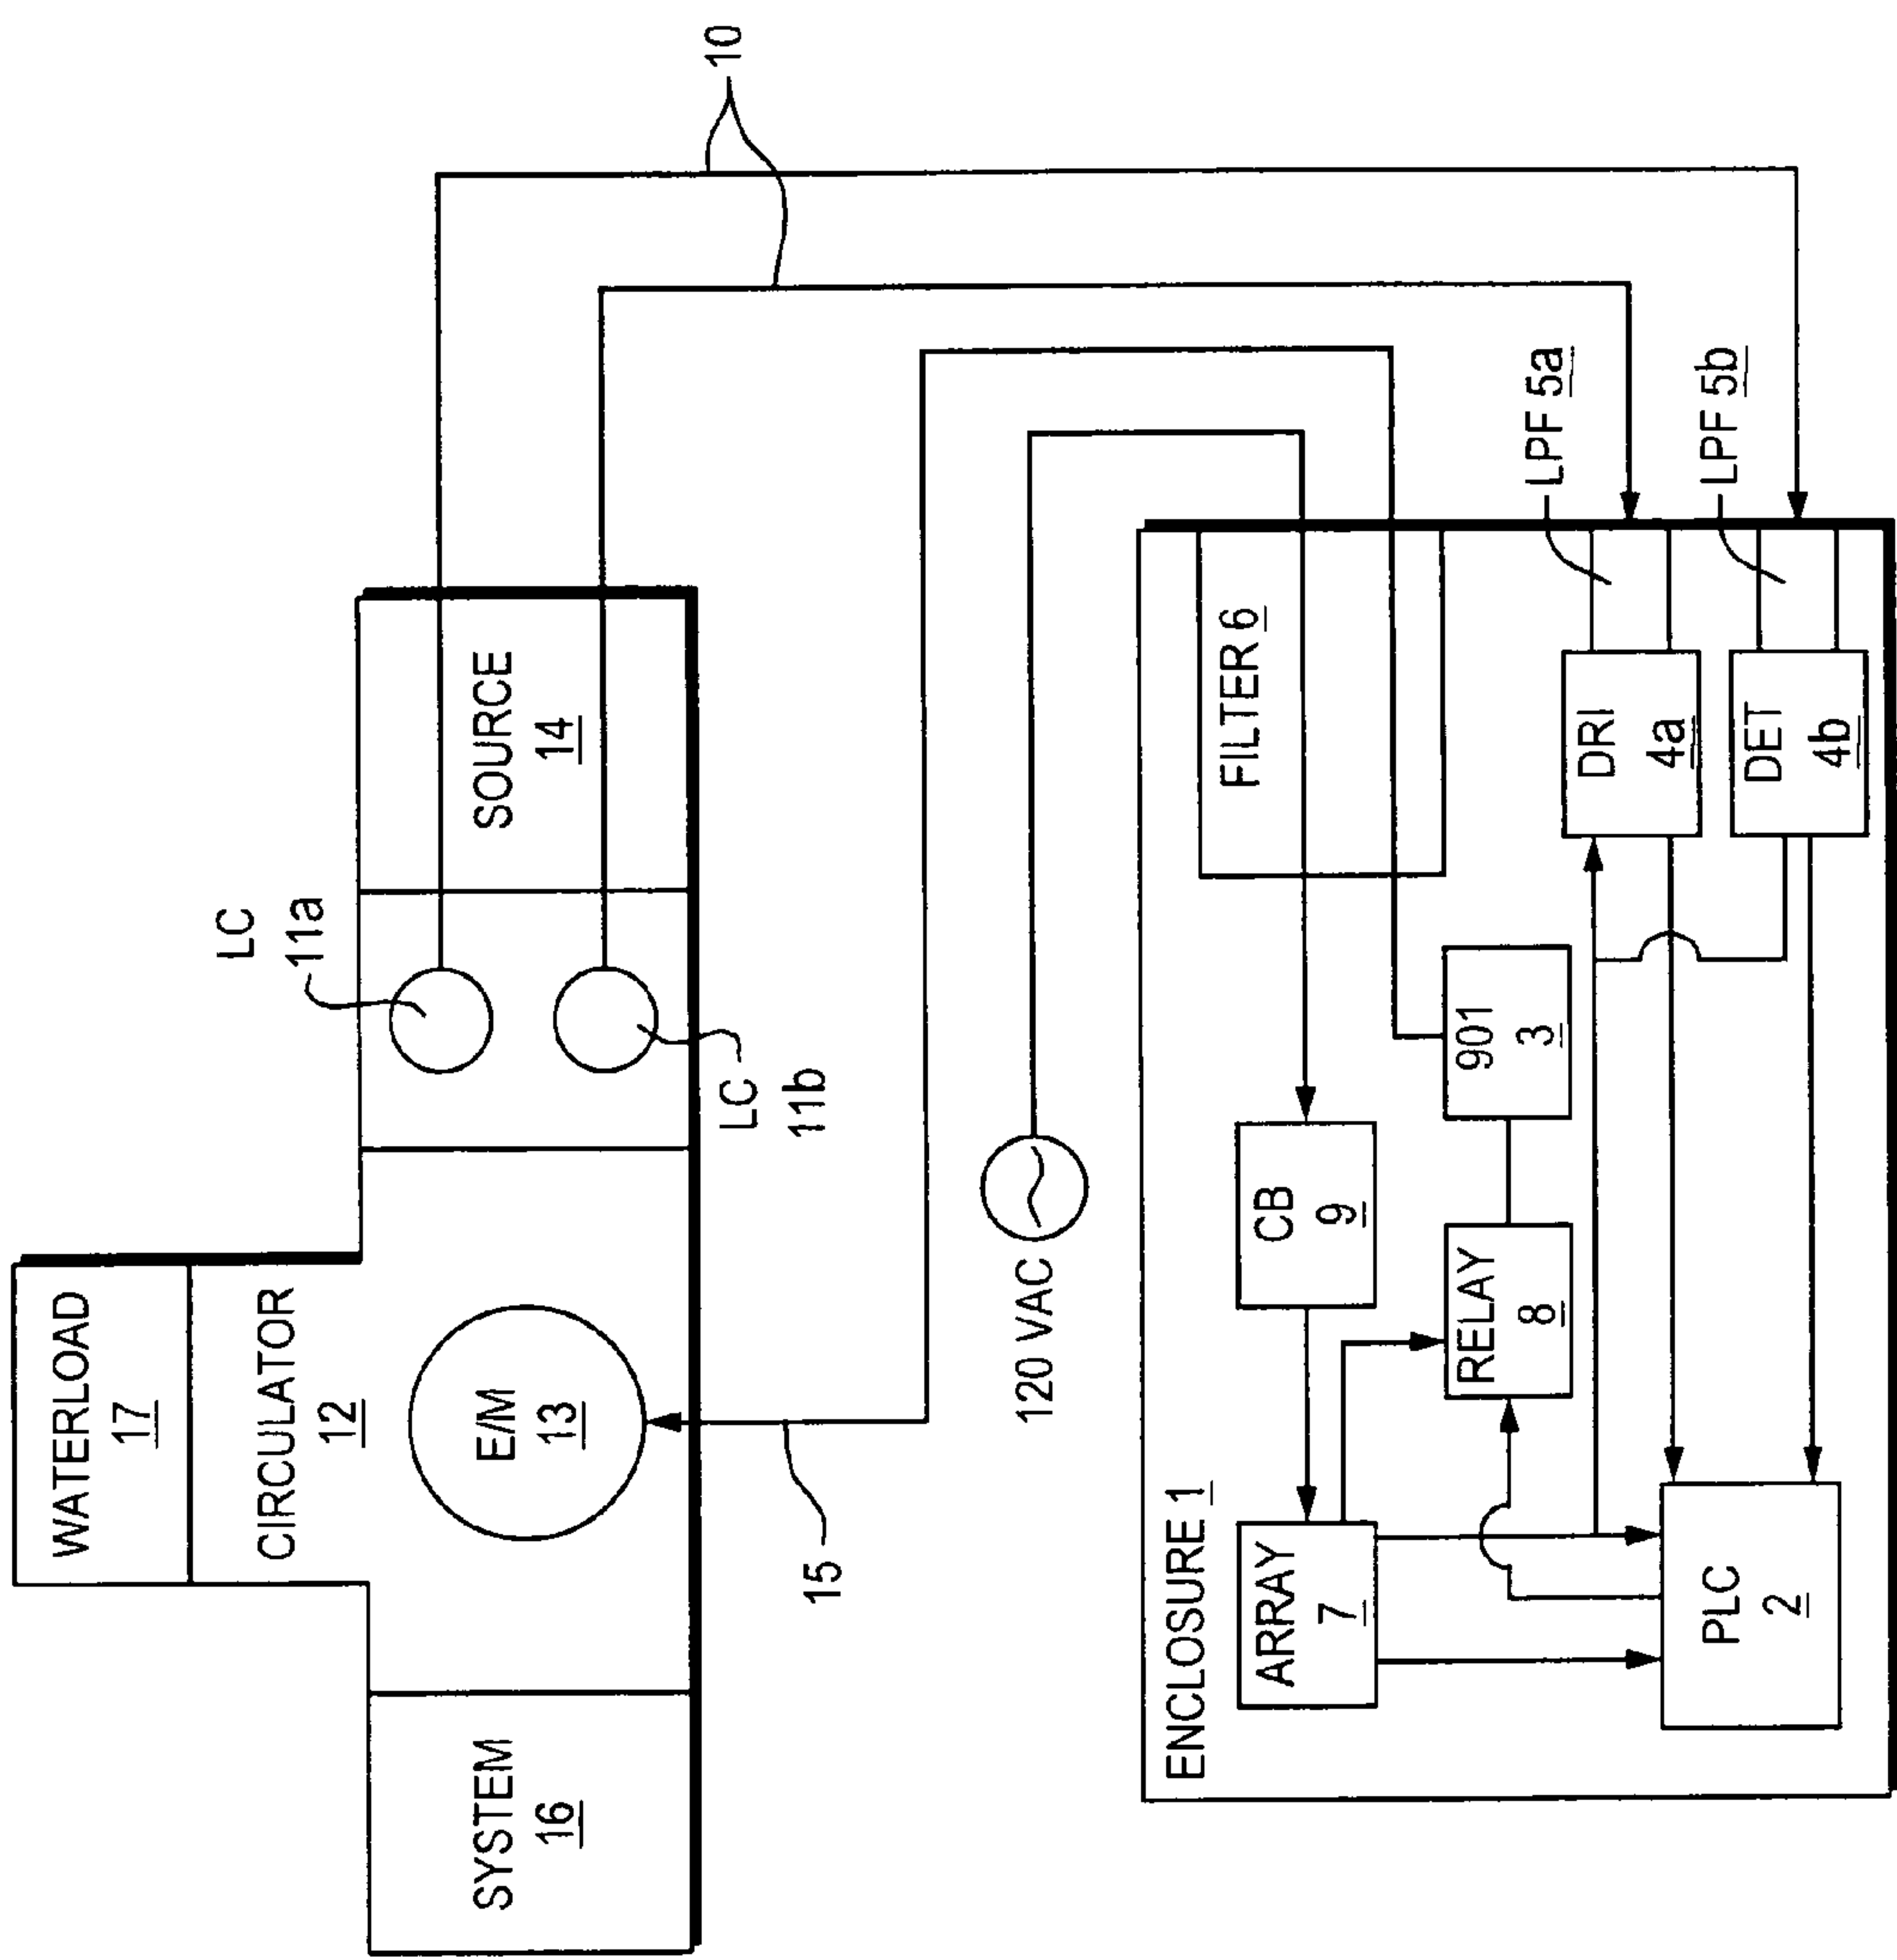 WATERLOAD
17
CIRCULATOR
12
E/M
13
SYSTEM
16
LC
11a
LC
11b
SOURCE
14
10
15
120 VAC
ENCLOSURE 1
FILTER 6
LPF 5a
LPF 5b
ARRAY
7
CB
9
RELAY
8
901
3
DRI
4a
DET
4b
PLC
2